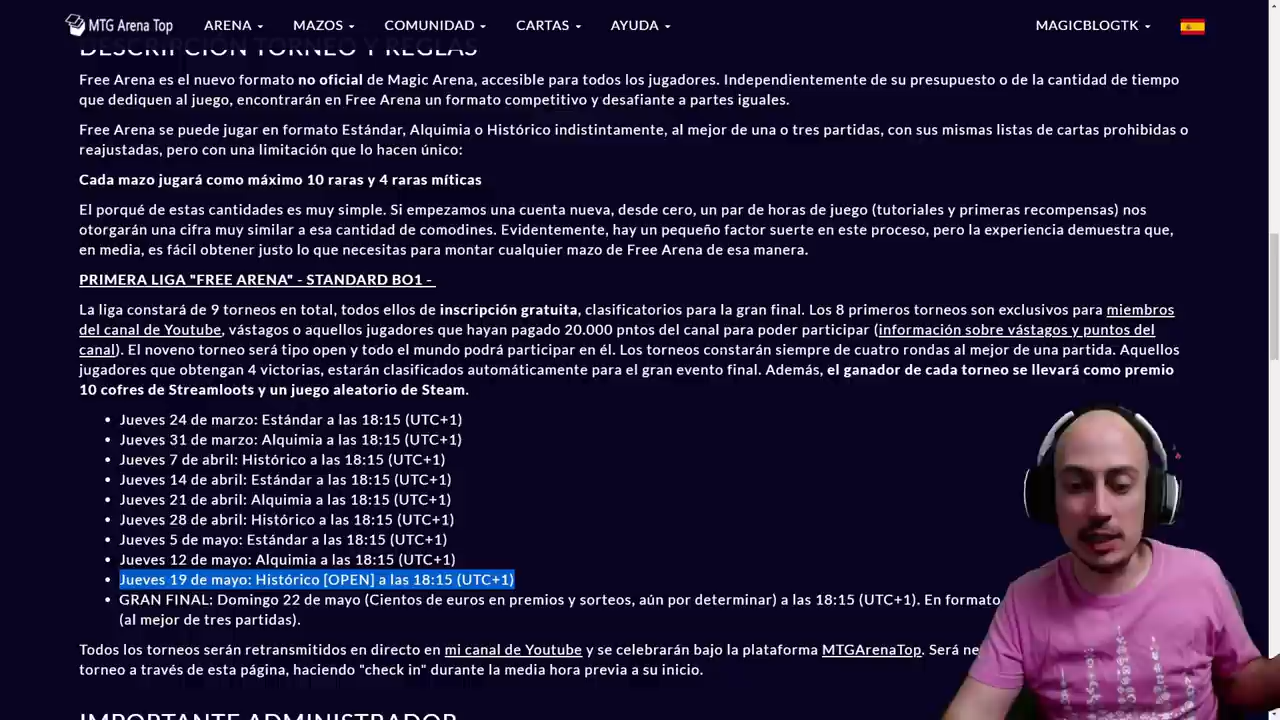 MTG Arena Top ARENA MAZOS COMUNIDAD CARTAS AYUDA MAGICBLOGTK
DESCRIPCIÓN TORNEO Y REGLAS
Free Arena es el nuevo formato no oficial de Magic Arena, accesible para todos los jugadores. Independientemente de su presupuesto o de la cantidad de tiempo
que dediquen al juego, encontrarán en Free Arena un formato competitivo y desafiante a partes iguales.
Free Arena se puede jugar en formato Estándar, Alquimia o Histórico indistintamente, al mejor de una o tres partidas, con sus mismas listas de cartas prohibidas o
reajustadas, pero con una limitación que lo hacen único:
Cada mazo jugará como máximo 10 raras y 4 raras míticas
El porqué de estas cantidades es muy simple. Si empezamos una cuenta nueva, desde cero, un par de horas de juego (tutoriales y primeras recompensas) nos
otorgarán una cifra muy similar a esa cantidad de comodines. Evidentemente, hay un pequeño factor suerte en este proceso, pero la experiencia demuestra que,
en media, es fácil obtener justo lo que necesitas para montar cualquier mazo de Free Arena de esa manera.
PRIMERA LIGA "FREE ARENA" - STANDARD BO1 -
La liga constará de 9 torneos en total, todos ellos de inscripción gratuita, clasificatorios para la gran final. Los 8 primeros torneos son exclusivos para miembros
del canal de Youtube, vástagos o aquellos jugadores que hayan pagado 20.000 pntos del canal para poder participar (información sobre vástagos y puntos del
canal). El noveno torneo será tipo open y todo el mundo podrá participar en él. Los torneos constarán siempre de cuatro rondas al mejor de una partida. Aquellos
jugadores que obtengan 4 victorias, estarán clasificados automáticamente para el gran evento final. Además, el ganador de cada torneo se llevará como premio
10 cofres de Streamloots y un juego aleatorio de Steam.
• Jueves 24 de marzo: Estándar a las 18:15 (UTC+1)
• Jueves 31 de marzo: Alquimia a las 18:15 (UTC+1)
• Jueves 7 de abril: Histórico a las 18:15 (UTC+1)
• Jueves 14 de abril: Estándar a las 18:15 (UTC+1)
• Jueves 21 de abril: Alquimia a las 18:15 (UTC+1)
• Jueves 28 de abril: Histórico a las 18:15 (UTC+1)
• Jueves 5 de mayo: Estándar a las 18:15 (UTC+1)
• Jueves 12 de mayo: Alquimia a las 18:15 (UTC+1)
• Jueves 19 de mayo: Histórico [OPEN] a las 18:15 (UTC+1)
• GRAN FINAL: Domingo 22 de mayo (Cientos de euros en premios y sorteos, aún por determinar) a las 18:15 (UTC+1). En formato
(al mejor de tres partidas).
Todos los torneos serán retransmitidos en directo en mi canal de Youtube y se celebrarán bajo la plataforma MTGArenaTop. Será
torneo a través de esta página, haciendo "check in" durante la media hora previa a su inicio.
IMPORTANTE ADMINISTRADOR